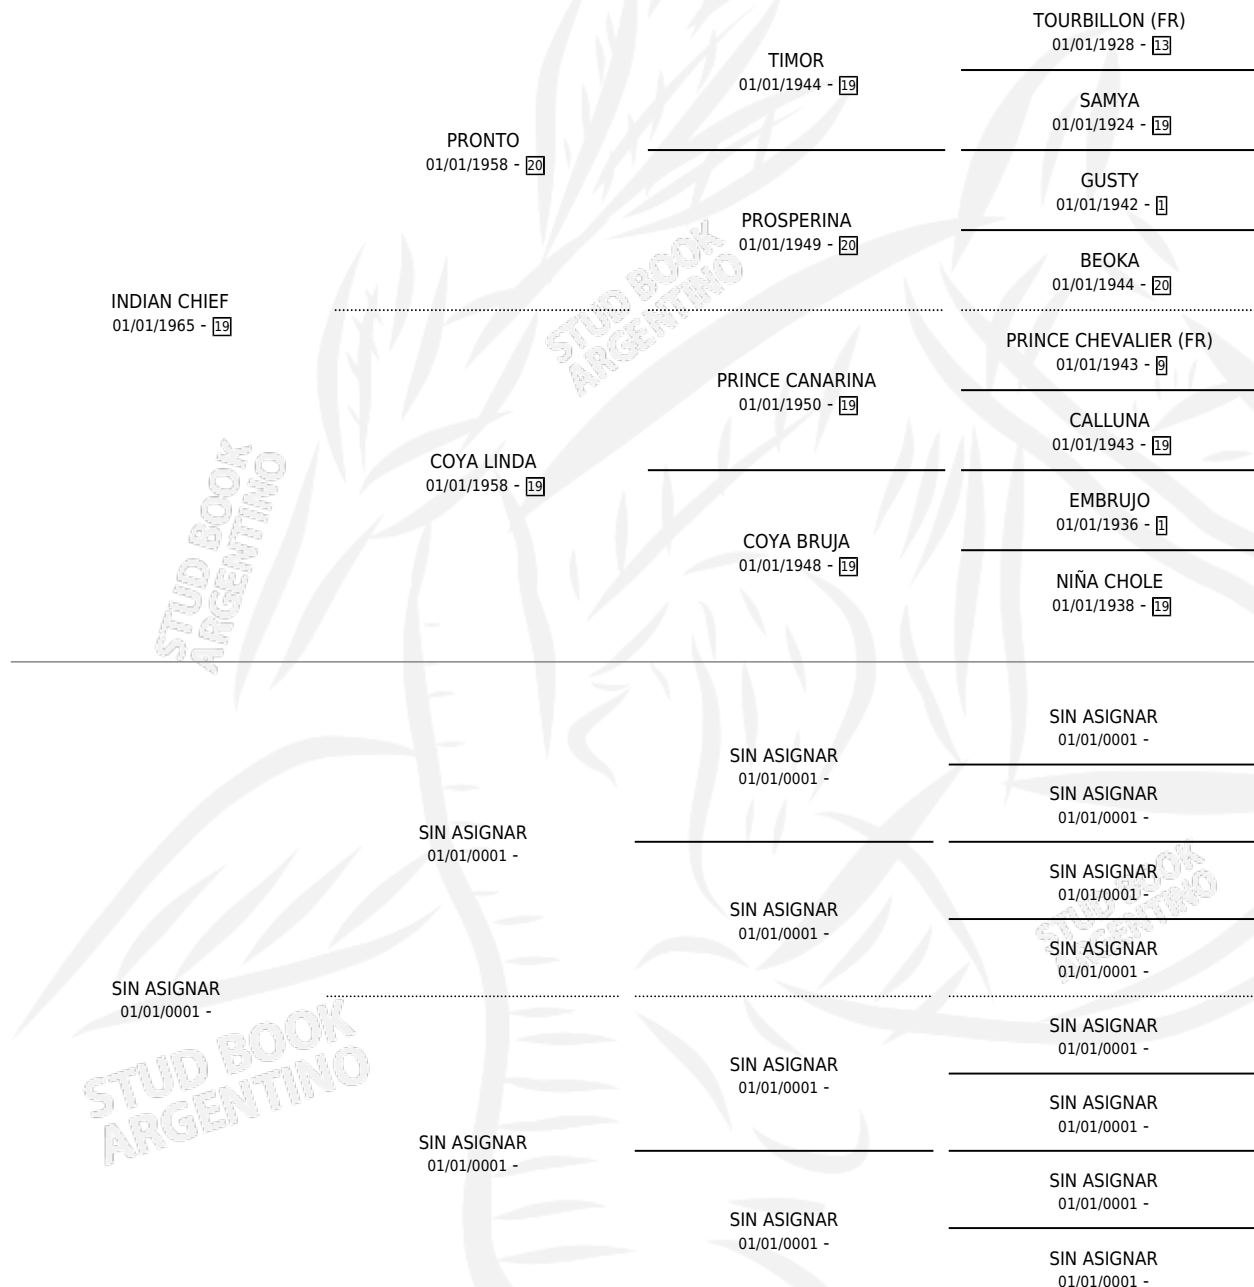 TOURBILLON (FR)
01/01/1928 - 13
TIMOR
01/01/1944 - 19
SAMYA
01/01/1924 - 19
PRONTO
01/01/1958 - 20
GUSTY
01/01/1942 - 1
PROSPERINA
01/01/1949 - 20
BEOKA
01/01/1944 - 20
INDIAN CHIEF
01/01/1965 - 19
STUD BOOK
ARGENTINO
PRINCE CHEVALIER (FR)
01/01/1943 - 9
PRINCE CANARINA
01/01/1950 - 19
CALLUNA
01/01/1943 - 19
COYA LINDA
01/01/1958 - 19
EMBRUJO
01/01/1936 - 1
COYA BRUJA
01/01/1948 - 19
NIÑA CHOLE
01/01/1938 - 19
STUD BOOK
ARGENTINO
SIN ASIGNAR
01/01/0001 -
SIN ASIGNAR
01/01/0001 -
SIN ASIGNAR
01/01/0001 -
SIN ASIGNAR
01/01/0001 -
SIN ASIGNAR
01/01/0001 -
SIN ASIGNAR
01/01/0001 -
SIN ASIGNAR
01/01/0001 -
STUD BOOK
ARGENTINO
SIN ASIGNAR
01/01/0001 -
STUD BOOK
ARGENTINO
SIN ASIGNAR
01/01/0001 -
SIN ASIGNAR
01/01/0001 -
SIN ASIGNAR
01/01/0001 -
SIN ASIGNAR
01/01/0001 -
SIN ASIGNAR
01/01/0001 -
SIN ASIGNAR
01/01/0001 -
SIN ASIGNAR
01/01/0001 -